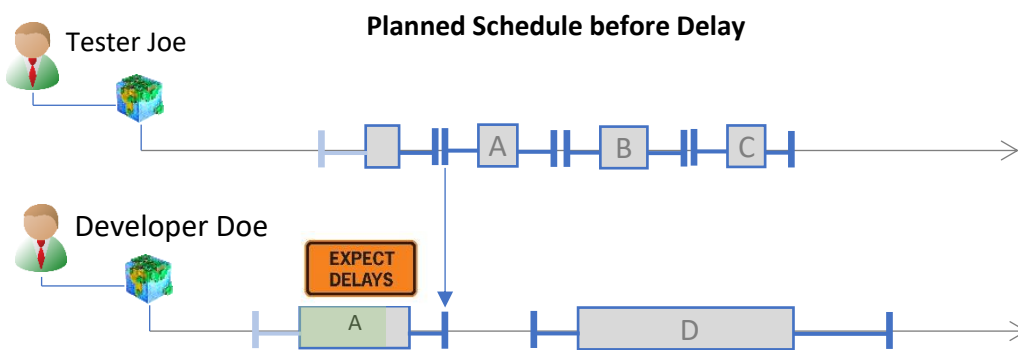 Planned Schedule before Delay
Tester Joe
A
B
C
Developer Doe
EXPECT
DELAYS
A
D